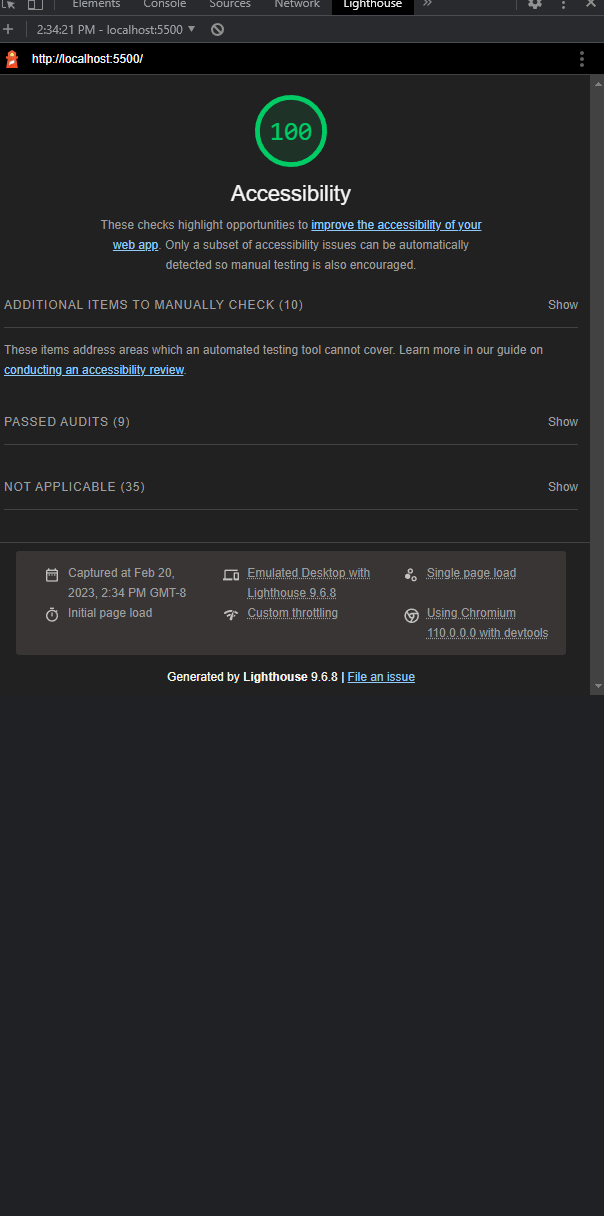 Elements Console Sources Network Lighthouse »
2:34:21 PM - localhost:5500
http://localhost:5500/
100
Accessibility
These checks highlight opportunities to improve the accessibility of your
web app. Only a subset of accessibility issues can be automatically
detected so manual testing is also encouraged.
ADDITIONAL ITEMS TO MANUALLY CHECK (10) Show
These items address areas which an automated testing tool cannot cover. Learn more in our guide on
conducting an accessibility review.
PASSED AUDITS (9) Show
NOT APPLICABLE (35) Show
Captured at Feb 20,
2023, 2:34 PM GMT-8
Initial page load
Emulated Desktop with
Lighthouse 9.6.8
Custom throttling
Single page load
Using Chromium
110.0.0.0 with devtools
Generated by Lighthouse 9.6.8 | File an issue